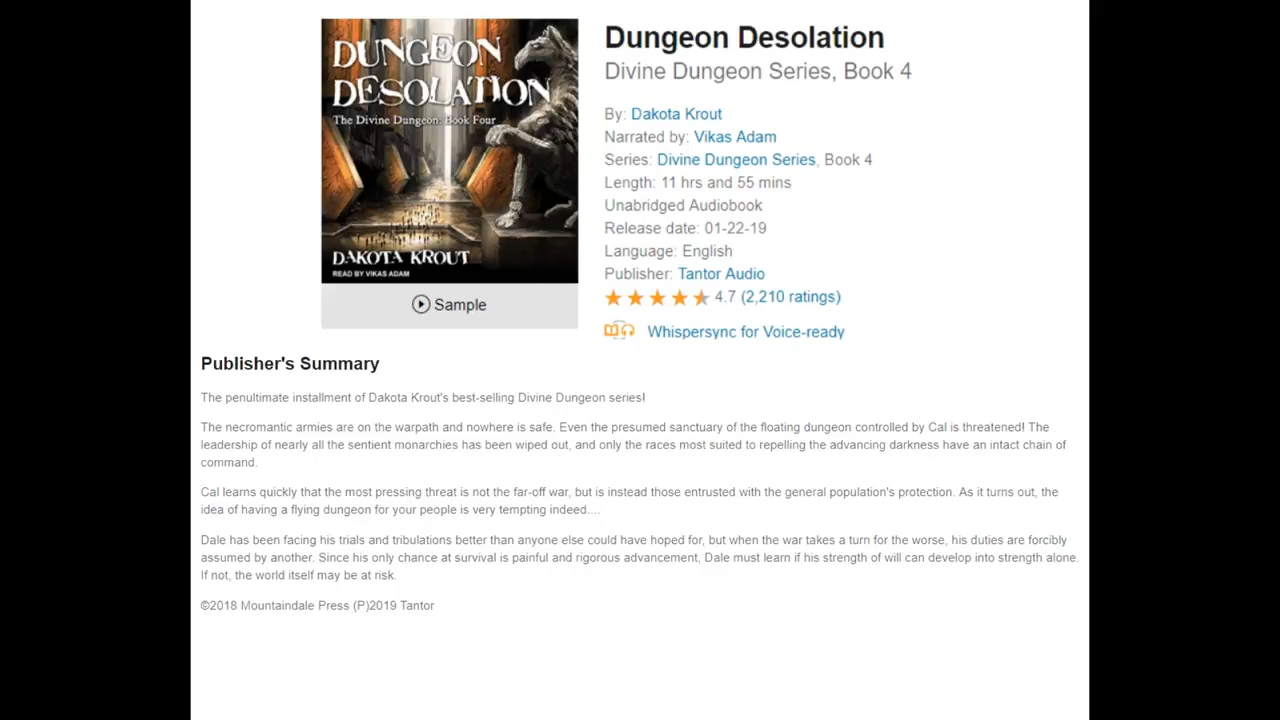 DUNGEON
DESOLATION
The Divine Dungeon: Book Four
DAKOTA KROUT
READ BY VIKAS ADAM
Sample
Dungeon Desolation
Divine Dungeon Series, Book 4
By: Dakota Krout
Narrated by: Vikas Adam
Series: Divine Dungeon Series, Book 4
Length: 11 hrs and 55 mins
Unabridged Audiobook
Release date: 01-22-19
Language: English
Publisher: Tantor Audio
4.7 (2,210 ratings)
Whispersync for Voice-ready
Publisher's Summary
The penultimate installment of Dakota Krout's best-selling Divine Dungeon series!
The necromantic armies are on the warpath and nowhere is safe. Even the presumed sanctuary of the floating dungeon controlled by Cal is threatened! The
leadership of nearly all the sentient monarchies has been wiped out, and only the races most suited to repelling the advancing darkness have an intact chain of
command.
Cal learns quickly that the most pressing threat is not the far-off war, but is instead those entrusted with the general population's protection. As it turns out, the
idea of having a flying dungeon for your people is very tempting indeed....
Dale has been facing his trials and tribulations better than anyone else could have hoped for, but when the war takes a turn for the worse, his duties are forcibly
assumed by another. Since his only chance at survival is painful and rigorous advancement, Dale must learn if his strength of will can develop into strength alone.
If not, the world itself may be at risk.
©2018 Mountaindale Press (P)2019 Tantor